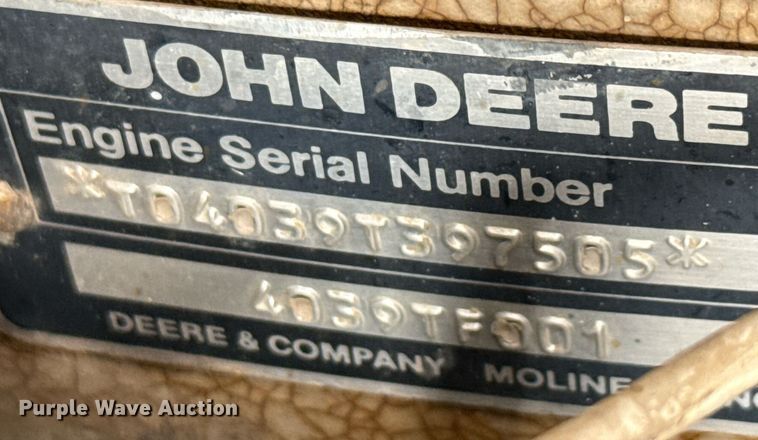 JOHN DEERE
Engine Serial Number
*T04039T397505*
4039TF001
DEERE & COMPANY MOLINE
Purple Wave Auction